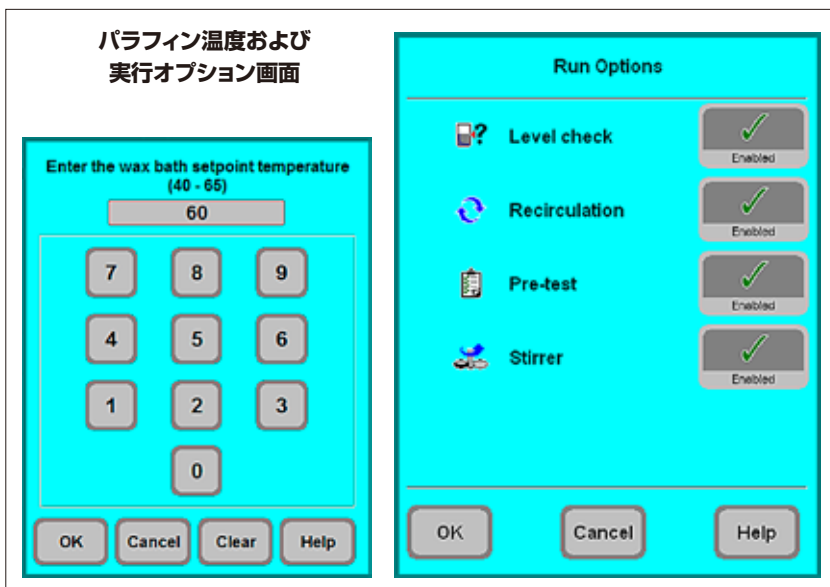 パラフィン温度および
実行オプション画面
Enter the wax bath setpoint temperature
(40 - 65)
60
7 8 9
4 5 6
1 2 3
0
OK Cancel Clear Help
Run Options
Level check Enabled
Recirculation Enabled
Pre-test Enabled
Stirrer Enabled
OK Cancel Help